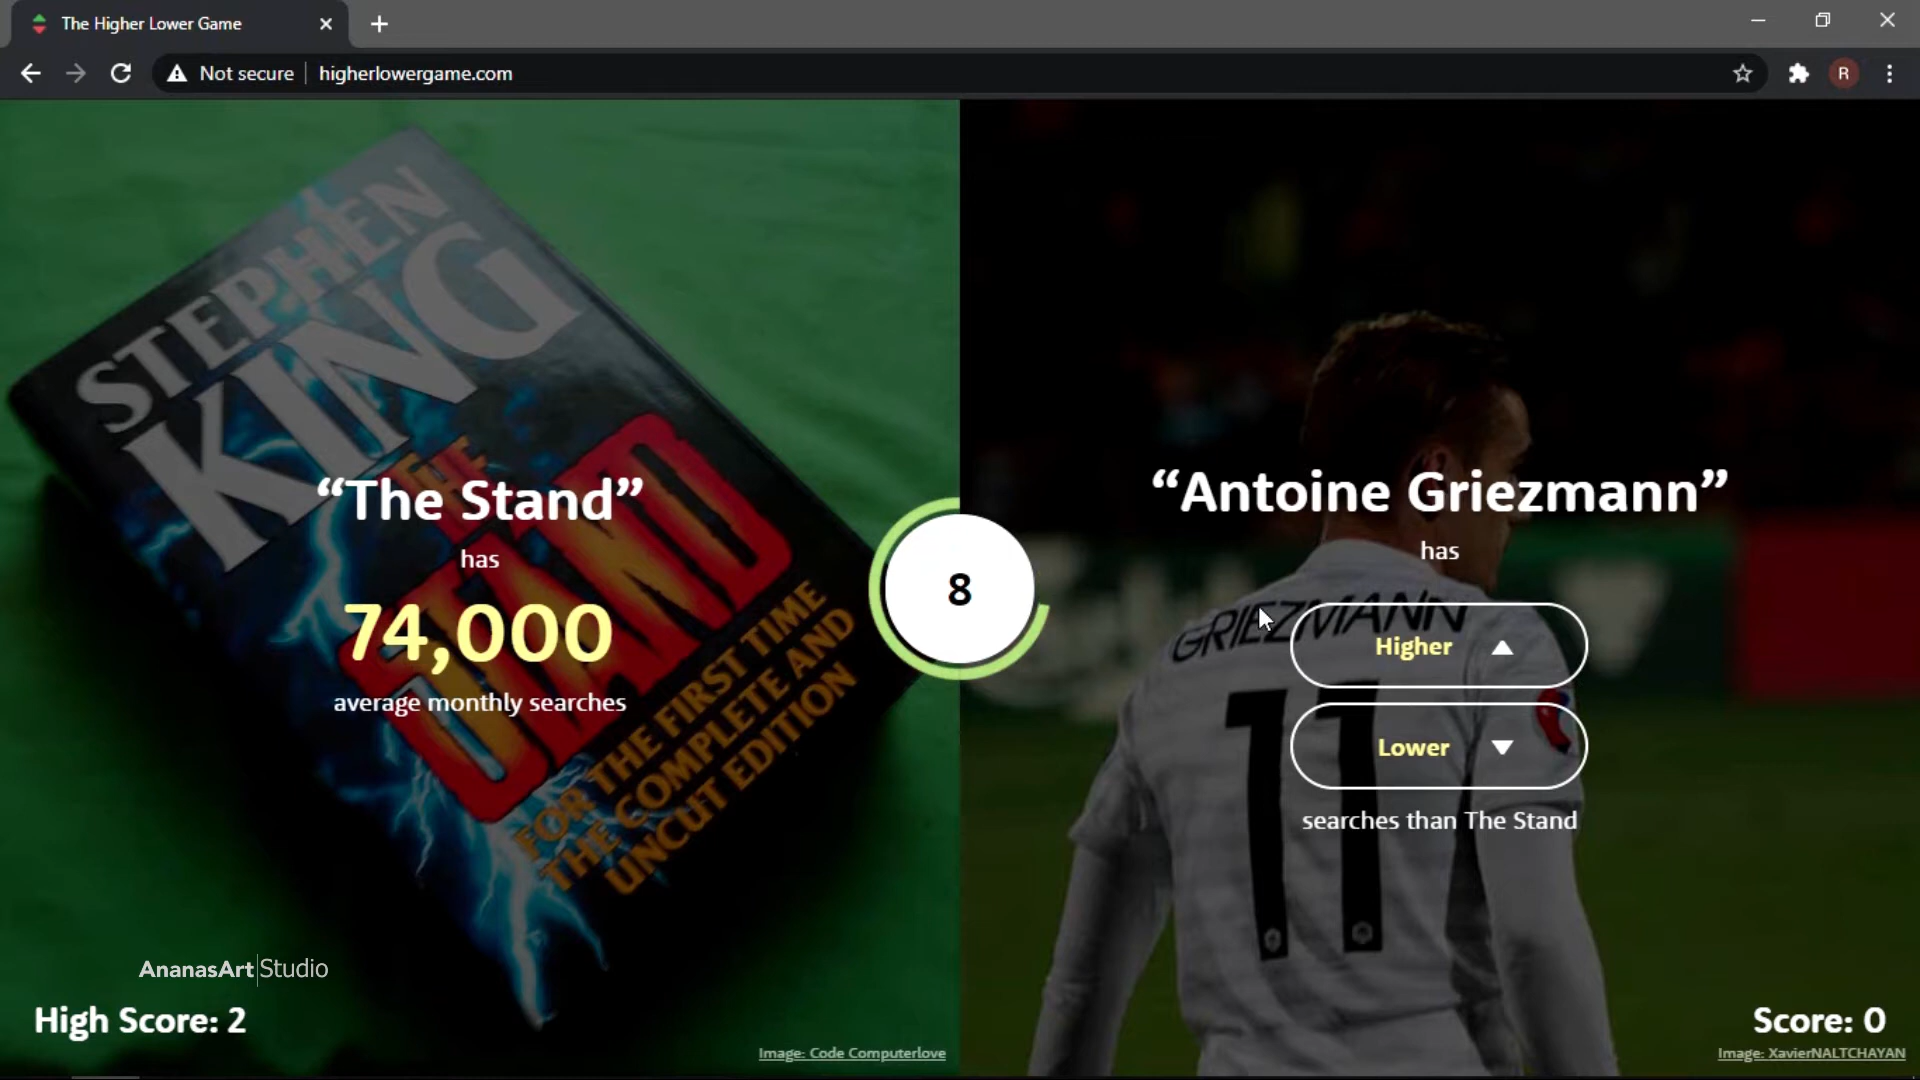 The Higher Lower Game
Not secure
higherlowergame.com
R
STEPHEN
KING
THE
STAND
FOR THE FIRST TIME
THE COMPLETE AND
UNCUT EDITION
“The Stand”
has
74,000
average monthly searches
8
“Antoine Griezmann”
has
GRIEZMANN
11
Higher
Lower
searches than The Stand
AnanasArt Studio
High Score: 2
Image: Code Computerlove
Score: 0
Image: XavierNALTCHAYAN